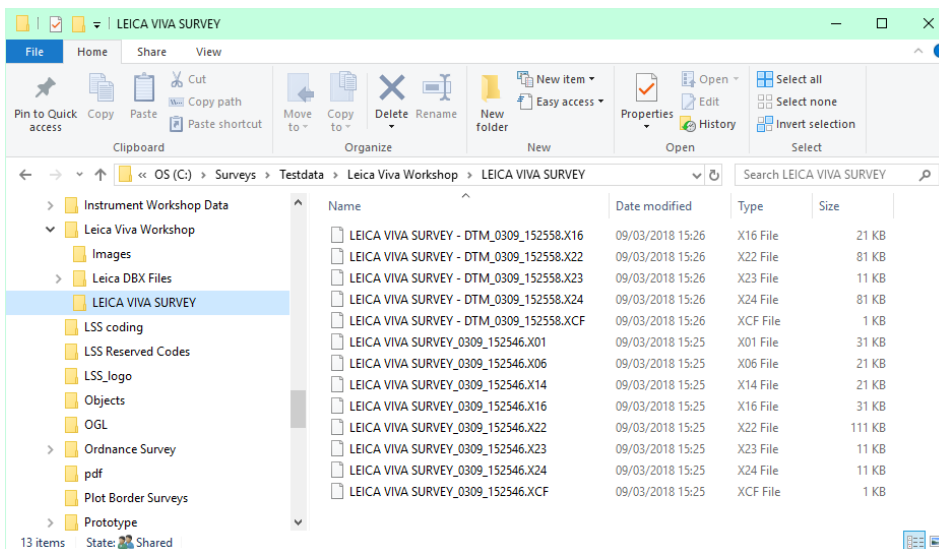 LEICA VIVA SURVEY
File Home Share View
Pin to Quick access
Copy
Paste
Cut
Copy path
Paste shortcut
Clipboard
Move to
Copy to
Delete
Rename
Organize
New folder
New item
Easy access
New
Properties
Open
Edit
History
Open
Select all
Select none
Invert selection
Select
« OS (C:) > Surveys > Testdata > Leica Viva Workshop > LEICA VIVA SURVEY
Search LEICA VIVA SURVEY
Instrument Workshop Data
Leica Viva Workshop
Images
Leica DBX Files
LEICA VIVA SURVEY
LSS coding
LSS Reserved Codes
LSS_logo
Objects
OGL
Ordnance Survey
pdf
Plot Border Surveys
Prototype
Name Date modified Type Size
LEICA VIVA SURVEY - DTM_0309_152558.X16 09/03/2018 15:26 X16 File 21 KB
LEICA VIVA SURVEY - DTM_0309_152558.X22 09/03/2018 15:26 X22 File 81 KB
LEICA VIVA SURVEY - DTM_0309_152558.X23 09/03/2018 15:26 X23 File 11 KB
LEICA VIVA SURVEY - DTM_0309_152558.X24 09/03/2018 15:26 X24 File 81 KB
LEICA VIVA SURVEY - DTM_0309_152558.XCF 09/03/2018 15:26 XCF File 1 KB
LEICA VIVA SURVEY_0309_152546.X01 09/03/2018 15:25 X01 File 31 KB
LEICA VIVA SURVEY_0309_152546.X06 09/03/2018 15:25 X06 File 21 KB
LEICA VIVA SURVEY_0309_152546.X14 09/03/2018 15:25 X14 File 21 KB
LEICA VIVA SURVEY_0309_152546.X16 09/03/2018 15:25 X16 File 31 KB
LEICA VIVA SURVEY_0309_152546.X22 09/03/2018 15:25 X22 File 111 KB
LEICA VIVA SURVEY_0309_152546.X23 09/03/2018 15:25 X23 File 11 KB
LEICA VIVA SURVEY_0309_152546.X24 09/03/2018 15:25 X24 File 11 KB
LEICA VIVA SURVEY_0309_152546.XCF 09/03/2018 15:25 XCF File 1 KB
13 items State: Shared